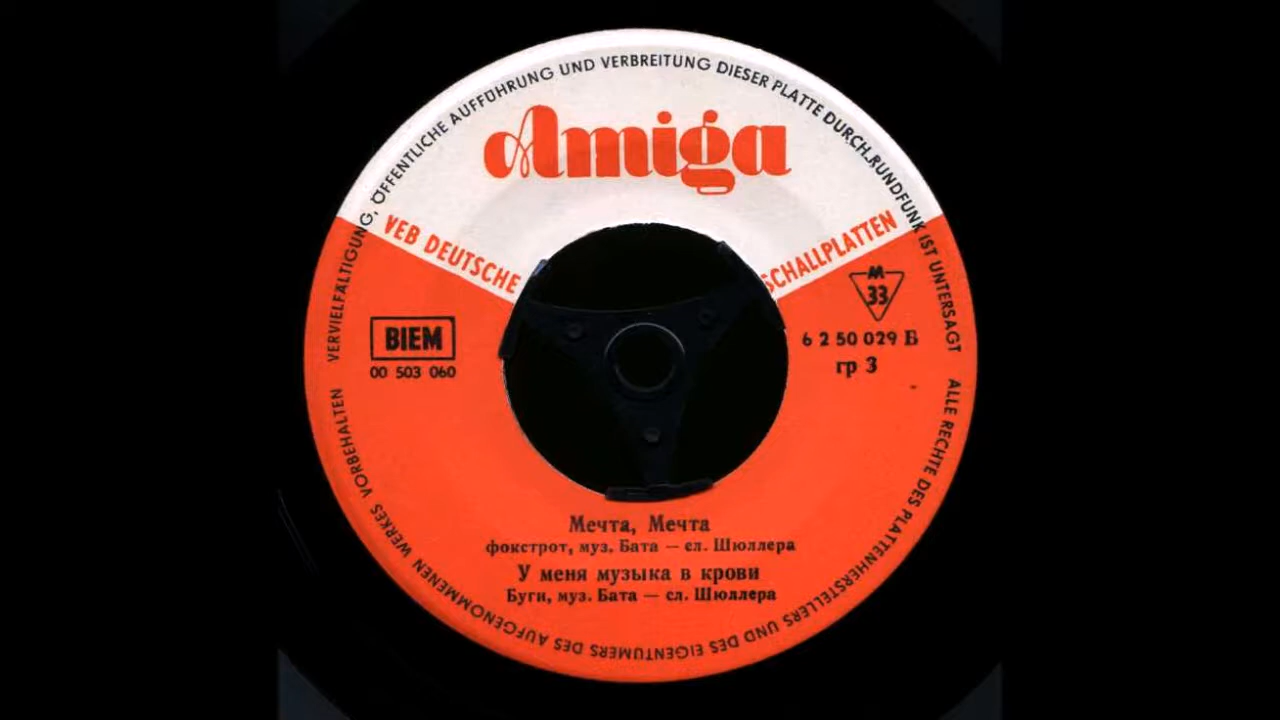 ALLE RECHTE DES PLATTENHERSTELLERS UND DES EIGENTUMERS DES AUFGENOMMENEN WERKES VORBEHALTEN
VERVIELFÄLTIGUNG, ÖFFENTLICHE AUFFÜHRUNG UND VERBREITUNG DIESER PLATTE DURCH.RUNDFUNK IST UNTERSAGT
Amiga
VEB DEUTSCHE SCHALLPLATTEN
M
33
BIEM
00 503 060
6 2 50 029 Б
гр 3
Мечта, Мечта
фокстрот, муз. Бата — сл. Шюллера
У меня музыка в крови
Буги, муз. Бата — сл. Шюллера